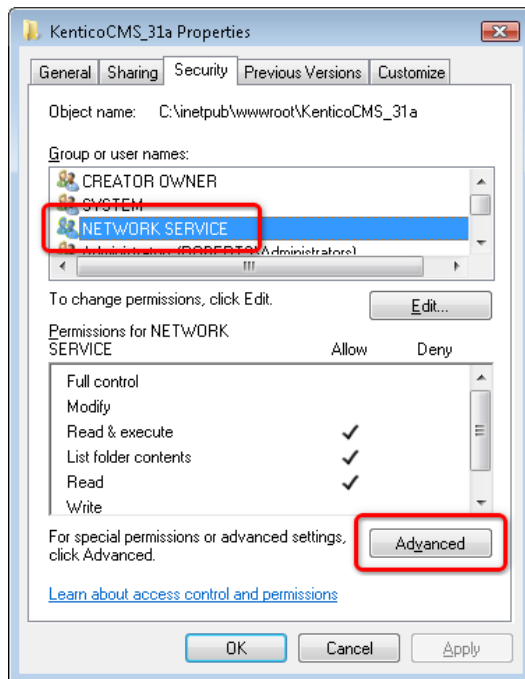 KenticoCMS_31a Properties
General Sharing Security Previous Versions Customize
Object name: C:\inetpub\wwwroot\KenticoCMS_31a
Group or user names:
CREATOR OWNER
SYSTEM
NETWORK SERVICE
To change permissions, click Edit.
Edit...
Permissions for NETWORK
SERVICE Allow Deny
Full control
Modify
Read & execute
List folder contents
Read
Write
For special permissions or advanced settings,
click Advanced.
Advanced
Learn about access control and permissions
OK Cancel Apply